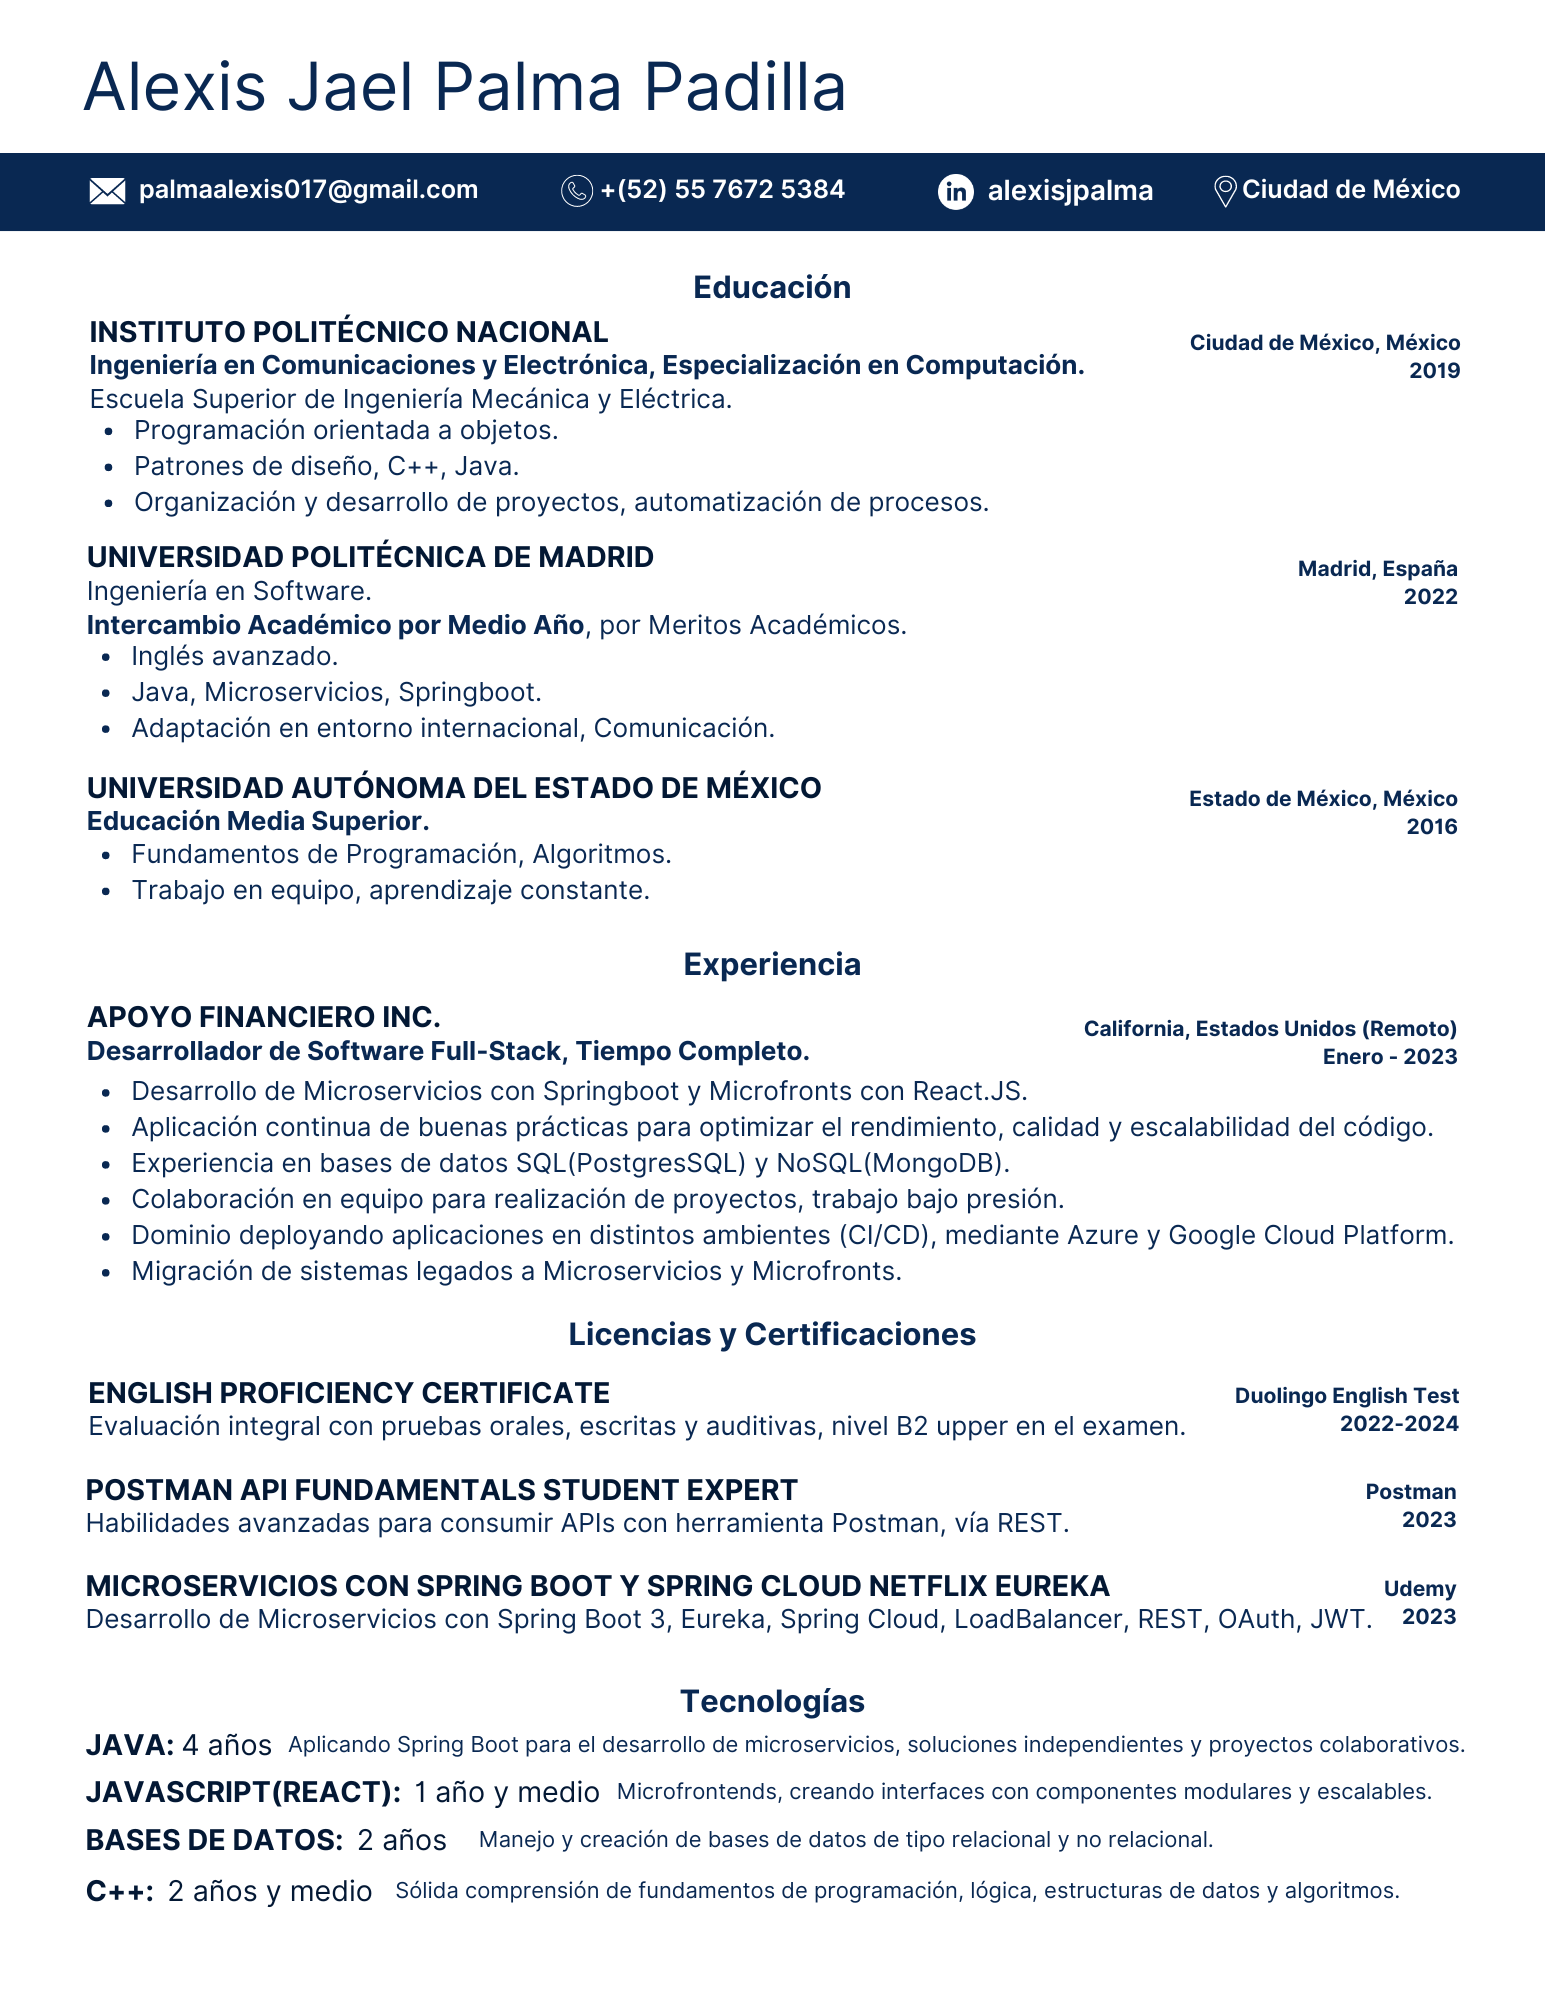 Alexis Jael Palma Padilla
palmaalexis017@gmail.com +(52) 55 7672 5384 in alexisjpalma Ciudad de México
Educación
INSTITUTO POLITÉCNICO NACIONAL
Ciudad de México, México
Ingeniería en Comunicaciones y Electrónica, Especialización en Computación.
2019
Escuela Superior de Ingeniería Mecánica y Eléctrica.
• Programación orientada a objetos.
• Patrones de diseño, C++, Java.
• Organización y desarrollo de proyectos, automatización de procesos.
UNIVERSIDAD POLITÉCNICA DE MADRID
Madrid, España
Ingeniería en Software.
2022
Intercambio Académico por Medio Año, por Meritos Académicos.
• Inglés avanzado.
• Java, Microservicios, Springboot.
• Adaptación en entorno internacional, Comunicación.
UNIVERSIDAD AUTÓNOMA DEL ESTADO DE MÉXICO
Estado de México, México
Educación Media Superior.
2016
• Fundamentos de Programación, Algoritmos.
• Trabajo en equipo, aprendizaje constante.
Experiencia
APOYO FINANCIERO INC.
California, Estados Unidos (Remoto)
Desarrollador de Software Full-Stack, Tiempo Completo.
Enero - 2023
• Desarrollo de Microservicios con Springboot y Microfronts con React.JS.
• Aplicación continua de buenas prácticas para optimizar el rendimiento, calidad y escalabilidad del código.
• Experiencia en bases de datos SQL(PostgresSQL) y NoSQL(MongoDB).
• Colaboración en equipo para realización de proyectos, trabajo bajo presión.
• Dominio deployando aplicaciones en distintos ambientes (CI/CD), mediante Azure y Google Cloud Platform.
• Migración de sistemas legados a Microservicios y Microfronts.
Licencias y Certificaciones
ENGLISH PROFICIENCY CERTIFICATE
Duolingo English Test
Evaluación integral con pruebas orales, escritas y auditivas, nivel B2 upper en el examen.
2022-2024
POSTMAN API FUNDAMENTALS STUDENT EXPERT
Postman
Habilidades avanzadas para consumir APIs con herramienta Postman, vía REST.
2023
MICROSERVICIOS CON SPRING BOOT Y SPRING CLOUD NETFLIX EUREKA
Udemy
Desarrollo de Microservicios con Spring Boot 3, Eureka, Spring Cloud, LoadBalancer, REST, OAuth, JWT.
2023
Tecnologías
JAVA: 4 años Aplicando Spring Boot para el desarrollo de microservicios, soluciones independientes y proyectos colaborativos.
JAVASCRIPT(REACT): 1 año y medio Microfrontends, creando interfaces con componentes modulares y escalables.
BASES DE DATOS: 2 años Manejo y creación de bases de datos de tipo relacional y no relacional.
C++: 2 años y medio Sólida comprensión de fundamentos de programación, lógica, estructuras de datos y algoritmos.